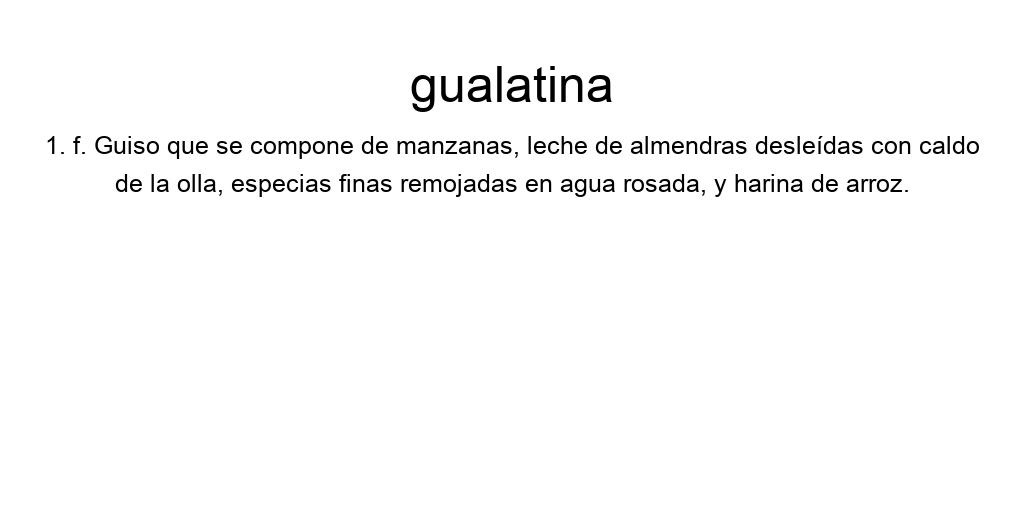 gualatina
1. f. Guiso que se compone de manzanas, leche de almendras desleídas con caldo
de la olla, especias finas remojadas en agua rosada, y harina de arroz.